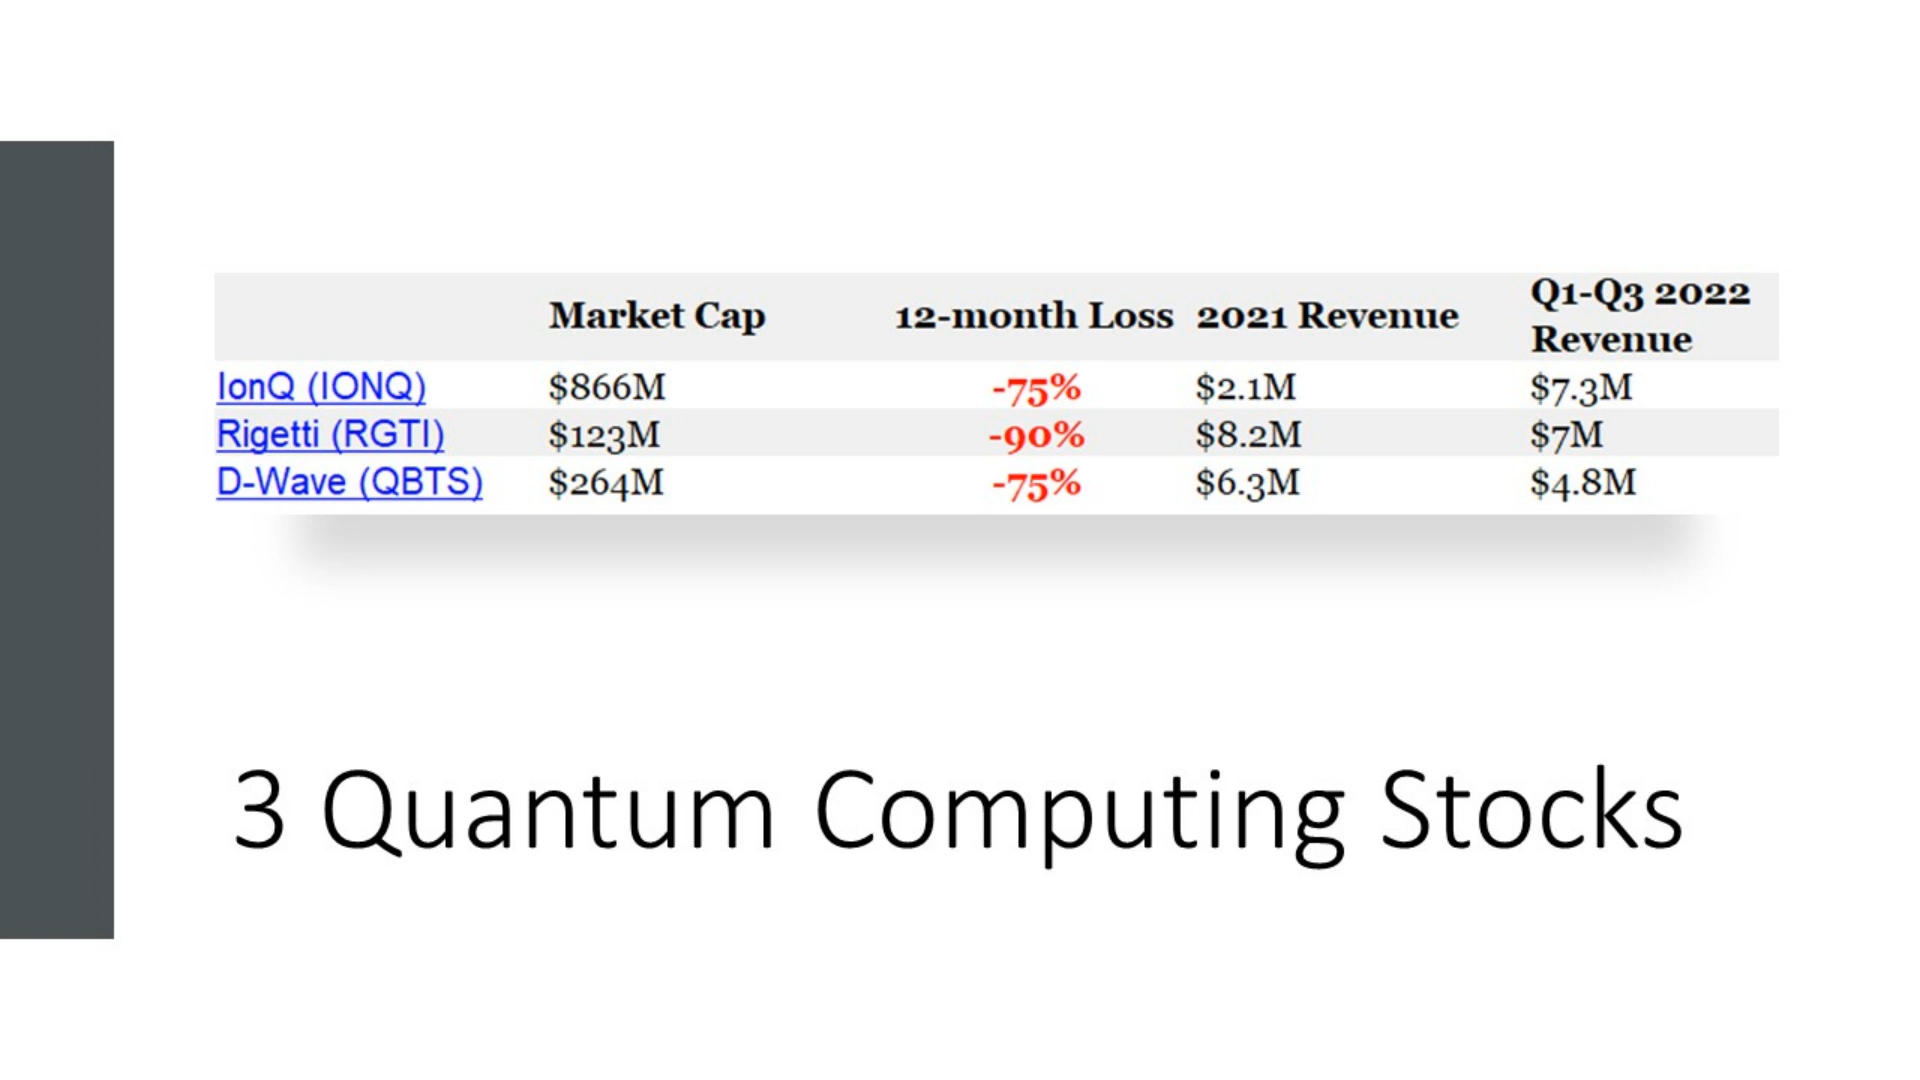 Market Cap 12-month Loss 2021 Revenue Q1-Q3 2022 Revenue
IonQ (IONQ) $866M -75% $2.1M $7.3M
Rigetti (RGTI) $123M -90% $8.2M $7M
D-Wave (QBTS) $264M -75% $6.3M $4.8M
3 Quantum Computing Stocks